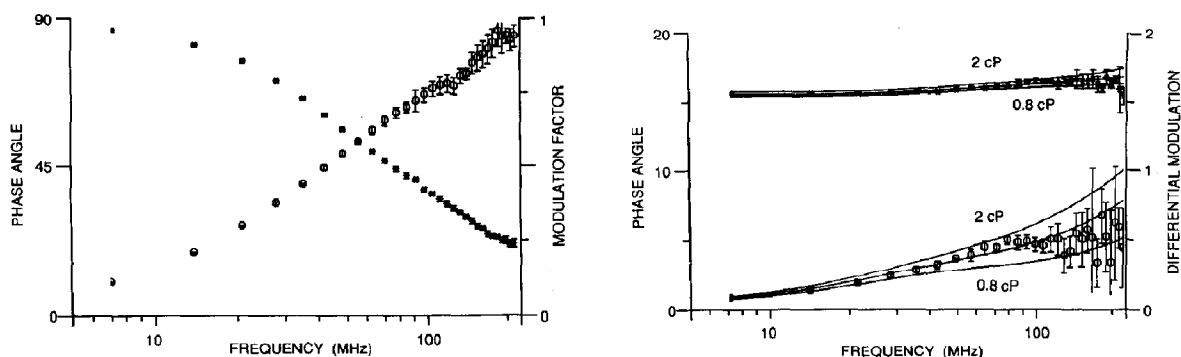 90
45
0
PHASE ANGLE
10
100
FREQUENCY (MHz)
1
0
MODULATION FACTOR
20
10
0
PHASE ANGLE
2 cP
0.8 cP
2 cP
0.8 cP
10
100
FREQUENCY (MHz)
2
1
0
DIFFERENTIAL MODULATION